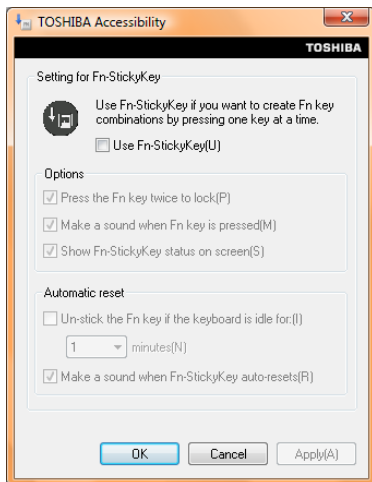 TOSHIBA Accessibility
TOSHIBA
Setting for Fn-StickyKey
Use Fn-StickyKey if you want to create Fn key
combinations by pressing one key at a time.
Use Fn-StickyKey(U)
Options
Press the Fn key twice to lock(P)
Make a sound when Fn key is pressed(M)
Show Fn-StickyKey status on screen(S)
Automatic reset
Un-stick the Fn key if the keyboard is idle for:(I)
1 minutes(N)
Make a sound when Fn-StickyKey auto-resets(R)
OK Cancel Apply(A)